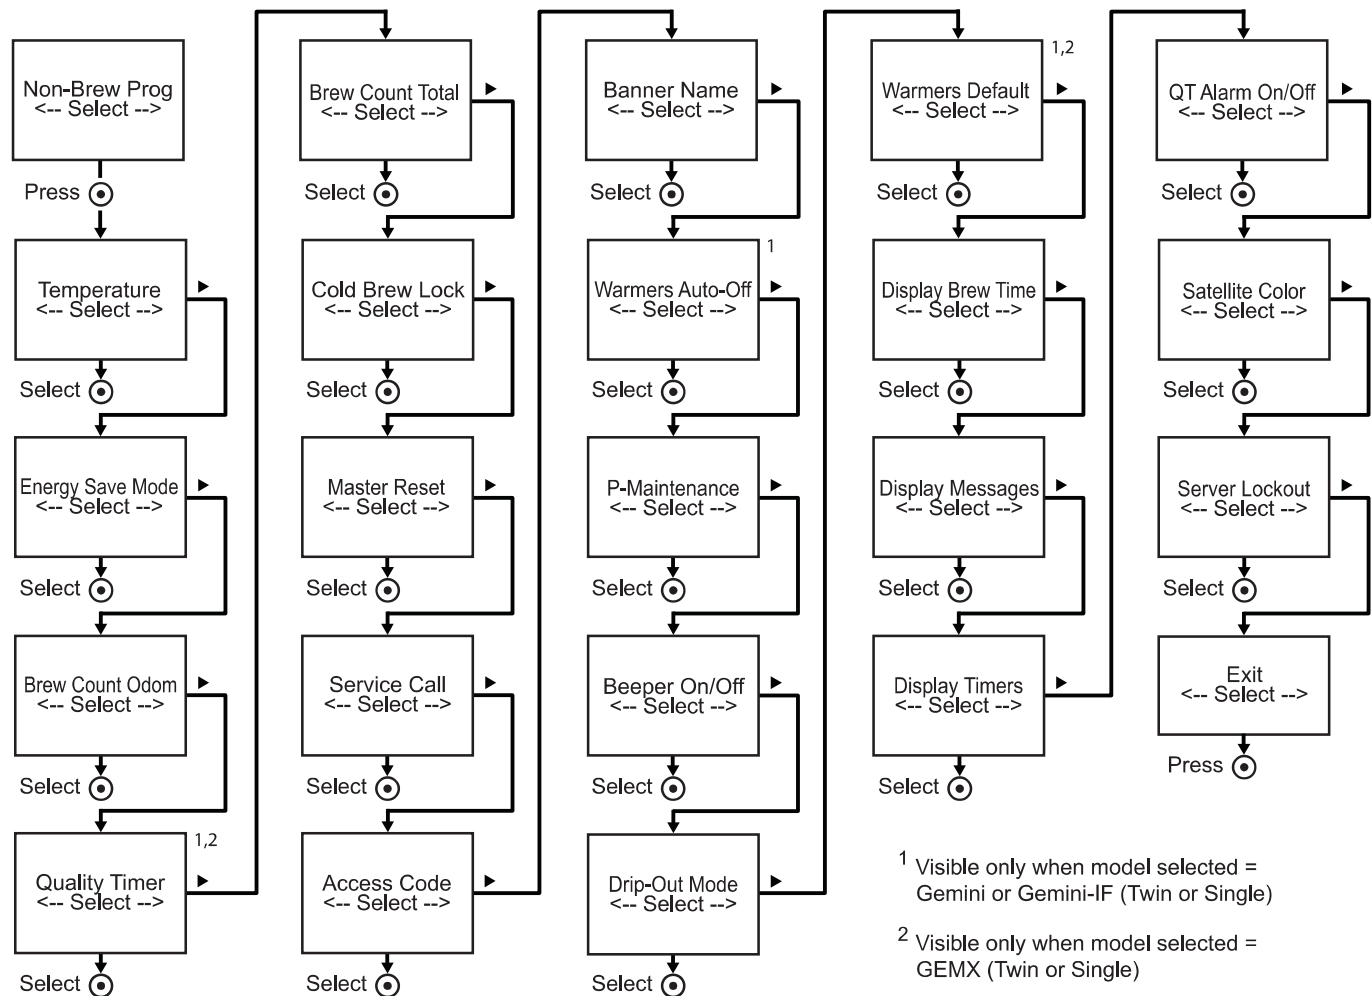 Non-Brew Prog
<-- Select -->
Press
Temperature
<-- Select -->
Select
Energy Save Mode
<-- Select -->
Select
Brew Count Odom
<-- Select -->
Select
1,2
Quality Timer
<-- Select -->
Select
Brew Count Total
<-- Select -->
Select
Cold Brew Lock
<-- Select -->
Select
Master Reset
<-- Select -->
Select
Service Call
<-- Select -->
Select
Access Code
<-- Select -->
Select
Banner Name
<-- Select -->
Select
1
Warmers Auto-Off
<-- Select -->
Select
P-Maintenance
<-- Select -->
Select
Beeper On/Off
<-- Select -->
Select
Drip-Out Mode
<-- Select -->
Select
1,2
Warmers Default
<-- Select -->
Select
Display Brew Time
<-- Select -->
Select
Display Messages
<-- Select -->
Select
Display Timers
<-- Select -->
Select
QT Alarm On/Off
<-- Select -->
Select
Satellite Color
<-- Select -->
Select
Server Lockout
<-- Select -->
Select
Exit
<-- Select -->
Press
1 Visible only when model selected =
Gemini or Gemini-IF (Twin or Single)
2 Visible only when model selected =
GEMX (Twin or Single)